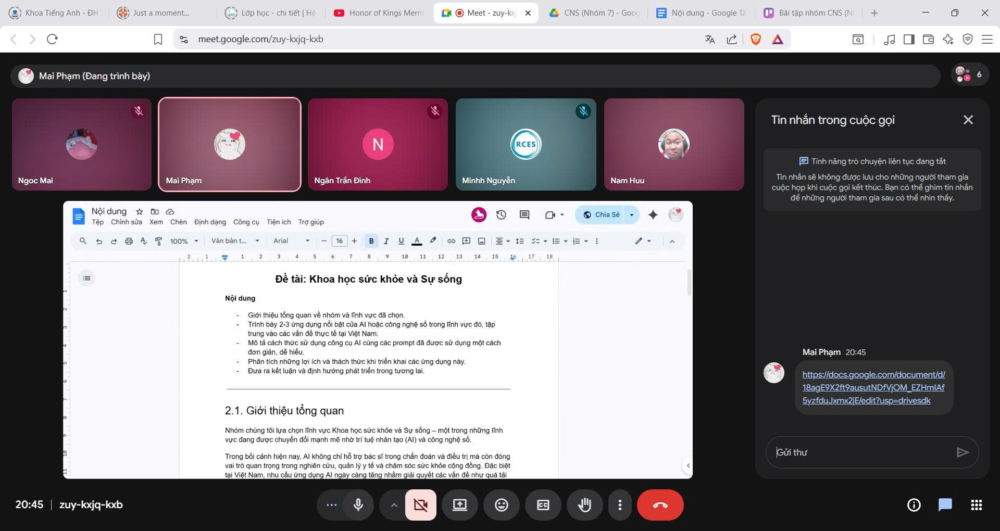 Khoa Tiếng Anh - ĐH
Just a moment...
Lớp học - chi tiết | Hệ
Honor of Kings Merm
Meet - zuy-kx
CNS (Nhóm 7) - Goog
Nội dung - Google Tà
Bài tập nhóm CNS (N
meet.google.com/zuy-kxjq-kxb
Mai Phạm (Đang trình bày)
6
Ngoc Mai
Mai Phạm
N
Ngân Trần Đình
RCES
Minhh Nguyễn
Nam Huu
Nội dung
Tệp Chỉnh sửa Xem Chèn Định dạng Công cụ Tiện ích Trợ giúp
Chia Sẻ
100% Văn bản t... Arial 16 B I U A
2 1 1 2 3 4 5 6 7 8 9 10 11 12 13 14 15 16 17 18
1
2
3
4
5
6
7
8
9
10
11
Đề tài: Khoa học sức khỏe và Sự sống
Nội dung
- Giới thiệu tổng quan về nhóm và lĩnh vực đã chọn.
- Trình bày 2-3 ứng dụng nổi bật của AI hoặc công nghệ số trong lĩnh vực đó, tập
trung vào các vấn đề thực tế tại Việt Nam.
- Mô tả cách thức sử dụng công cụ AI cùng các prompt đã được sử dụng một cách
đơn giản, dễ hiểu.
- Phân tích những lợi ích và thách thức khi triển khai các ứng dụng này.
- Đưa ra kết luận và định hướng phát triển trong tương lai.
2.1. Giới thiệu tổng quan
Nhóm chúng tôi lựa chọn lĩnh vực Khoa học sức khỏe và Sự sống – một trong những lĩnh
vực đang được chuyển đổi mạnh mẽ nhờ trí tuệ nhân tạo (AI) và công nghệ số.
Trong bối cảnh hiện nay, AI không chỉ hỗ trợ bác sĩ trong chẩn đoán và điều trị mà còn đóng
vai trò quan trọng trong nghiên cứu, quản lý y tế và chăm sóc sức khỏe cộng đồng. Đặc biệt
tại Việt Nam, nhu cầu ứng dụng AI ngày càng tăng nhằm giải quyết các vấn đề như quá tải
Tin nhắn trong cuộc gọi
Tính năng trò chuyện liên tục đang tắt
Tin nhắn sẽ không được lưu cho những người tham gia
cuộc họp khi cuộc gọi kết thúc. Bạn có thể ghim tin nhắn
để những người tham gia sau có thể nhìn thấy.
Mai Phạm 20:45
https://docs.google.com/document/d/
18agE9X2ft9ausutNDfVjOM_EZHmlAf
5yzfduJxmx2jE/edit?usp=drivesdk
Gửi thư
20:45 | zuy-kxjq-kxb
CC